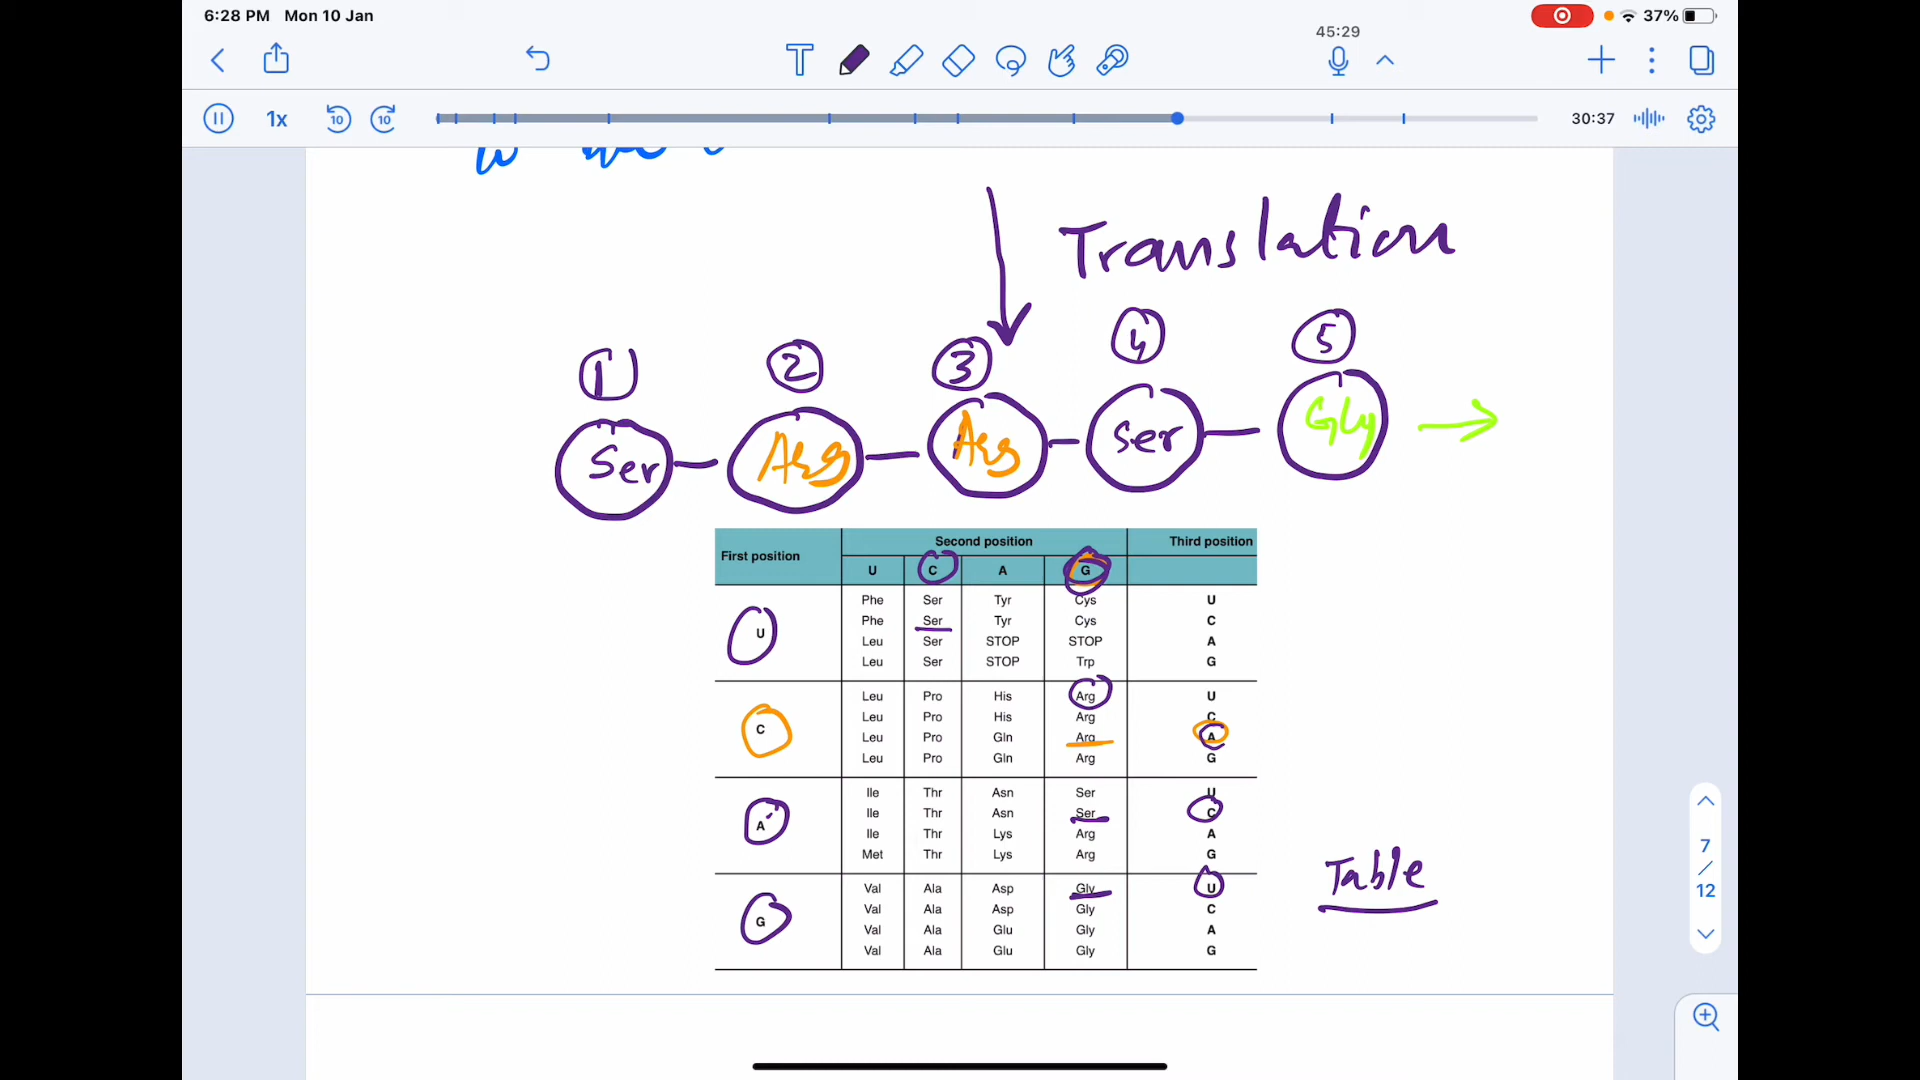 6:28 PM Mon 10 Jan
37%
45:29
T
1x
10
10
30:37
Translation
1 2 3 4 5
Ser Arg Arg Ser Gly
First position Second position Third position
U C A G
U
Phe Ser Tyr Cys U
Phe Ser Tyr Cys C
Leu Ser STOP STOP A
Leu Ser STOP Trp G
C
Leu Pro His Arg U
Leu Pro His Arg C
Leu Pro Gln Arg A
Leu Pro Gln Arg G
A
Ile Thr Asn Ser U
Ile Thr Asn Ser C
Ile Thr Lys Arg A
Met Thr Lys Arg G
G
Val Ala Asp Gly U
Val Ala Asp Gly C
Val Ala Glu Gly A
Val Ala Glu Gly G
Table
7
/
12